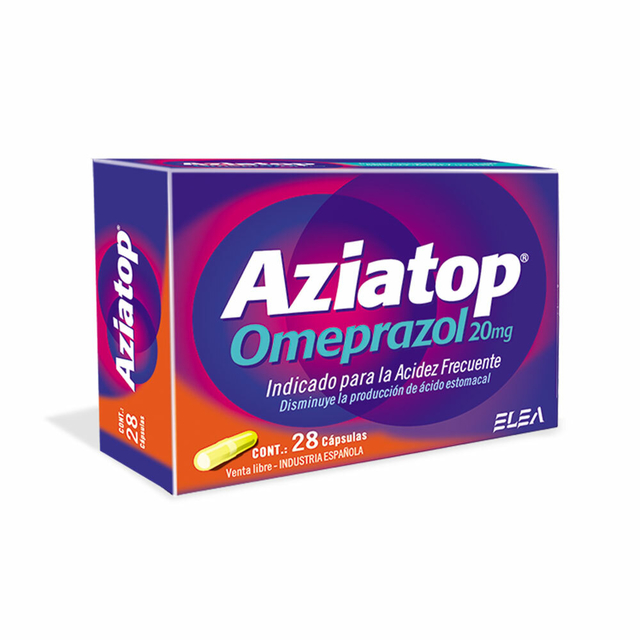 Aziatop®
Omeprazol 20mg
Indicado para la Acidez Frecuente
Disminuye la producción de ácido estomacal
CONT.: 28 Cápsulas
Venta libre - INDUSTRIA ESPAÑOLA
ELEA
Aziatop®
CONT.:
28
Cápsulas